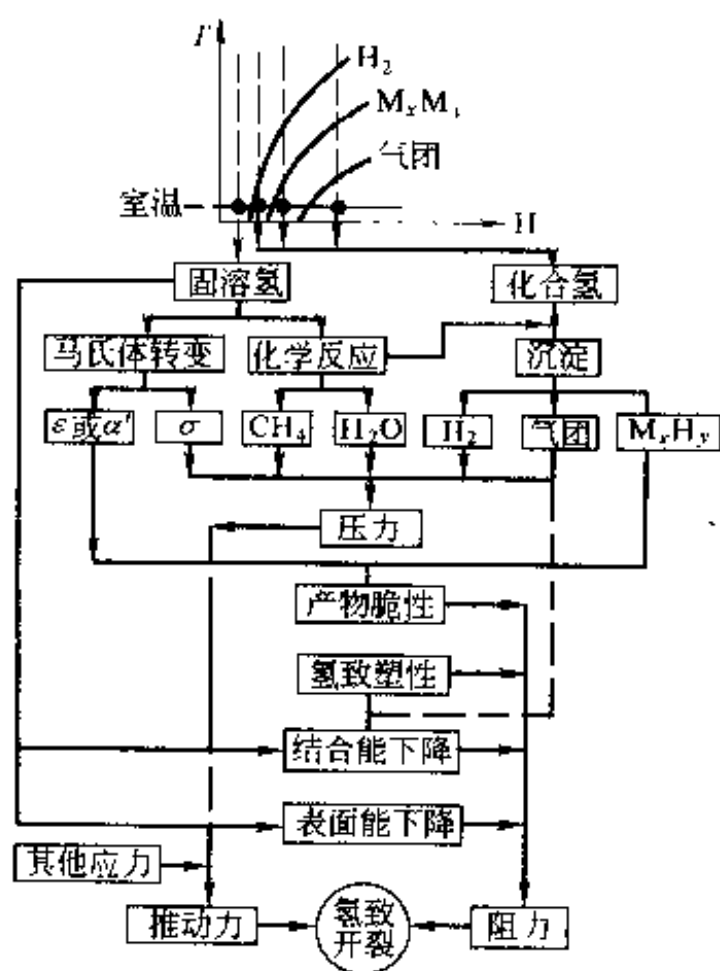 T
H₂
MₓMᵧ
气团
室温
H
固溶氢
化合氢
马氏体转变
化学反应
沉淀
ε或α′
σ
CH₄
H₂O
H₂
气团
MₓHᵧ
压力
产物脆性
氢致塑性
结合能下降
表面能下降
其他应力
推动力
氢致
开裂
阻力